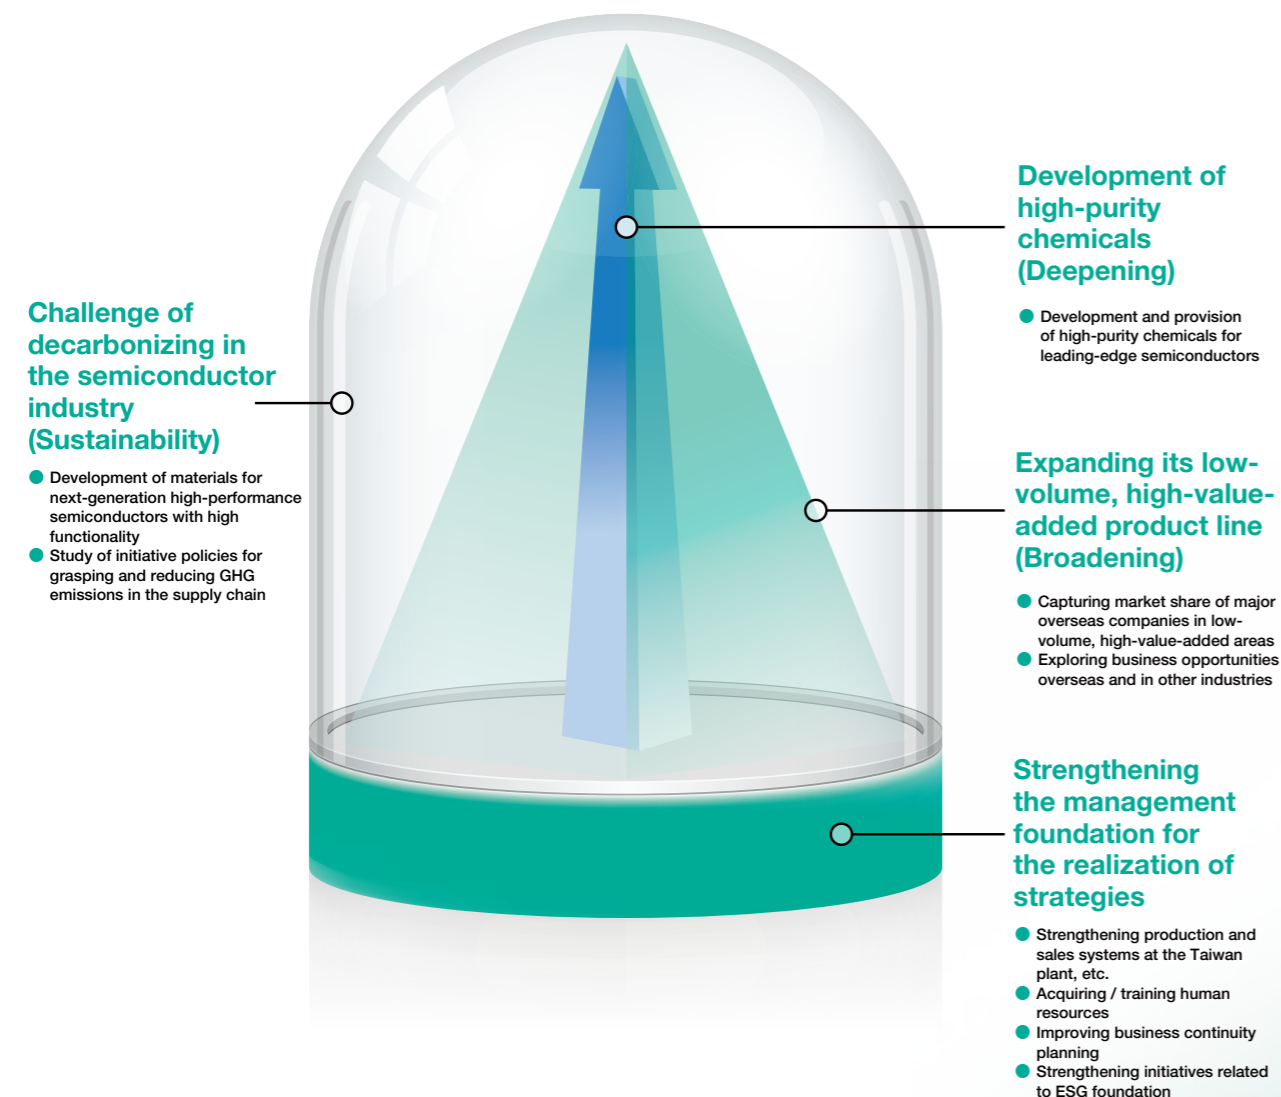 Challenge of
decarbonizing in
the semiconductor
industry
(Sustainability)
● Development of materials for
next-generation high-performance
semiconductors with high
functionality
● Study of initiative policies for
grasping and reducing GHG
emissions in the supply chain
Development of
high-purity
chemicals
(Deepening)
● Development and provision
of high-purity chemicals for
leading-edge semiconductors
Expanding its low-
volume, high-value-
added product line
(Broadening)
● Capturing market share of major
overseas companies in low-
volume, high-value-added areas
● Exploring business opportunities
overseas and in other industries
Strengthening
the management
foundation for
the realization of
strategies
● Strengthening production and
sales systems at the Taiwan
plant, etc.
● Acquiring / training human
resources
● Improving business continuity
planning
● Strengthening initiatives related
to ESG foundation